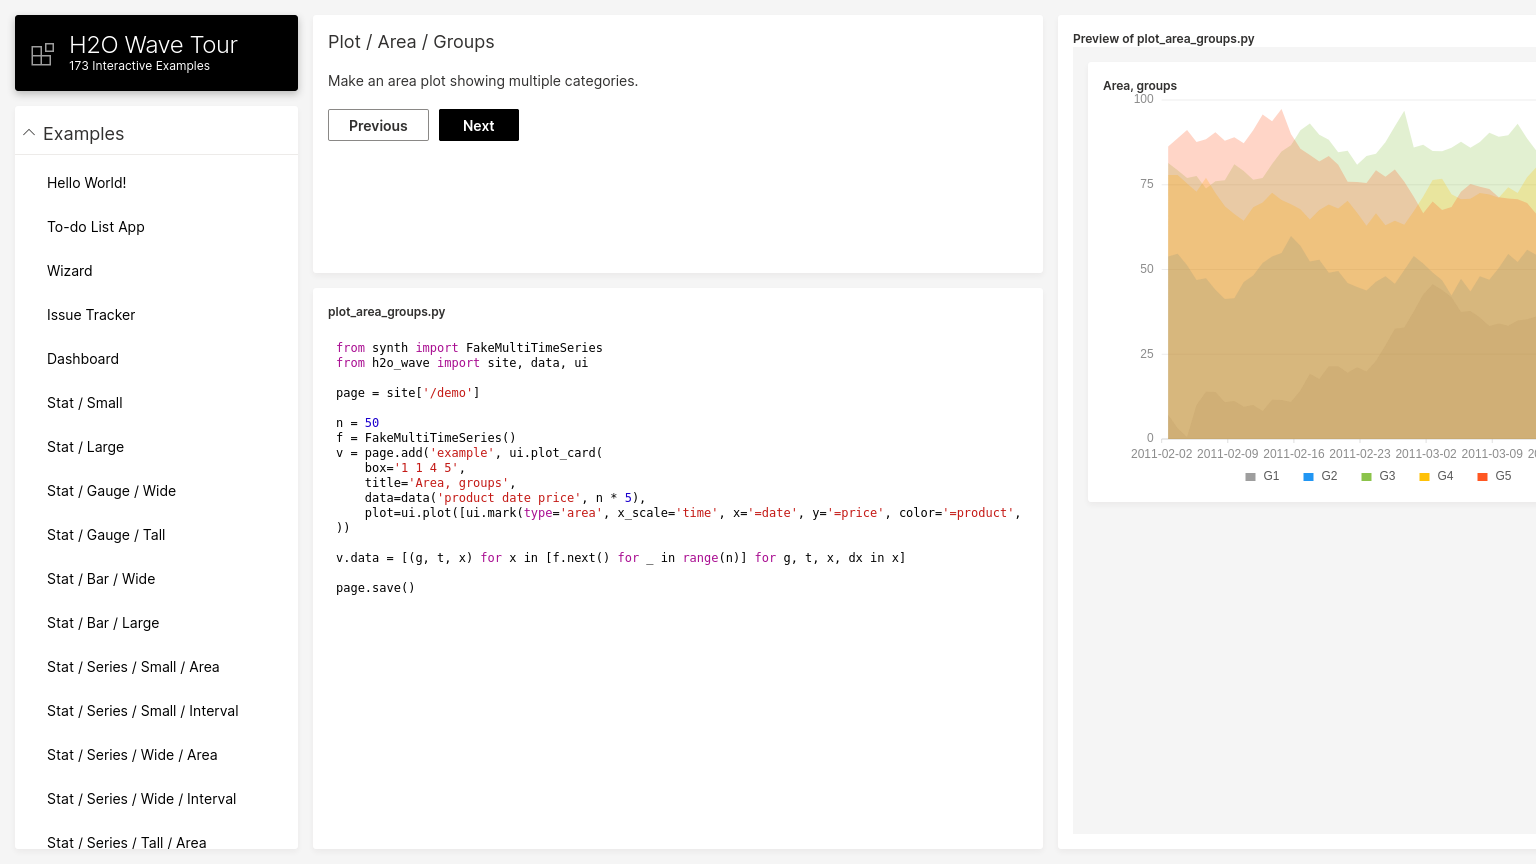 H2O Wave Tour
173 Interactive Examples
Examples
Hello World!
To-do List App
Wizard
Issue Tracker
Dashboard
Stat / Small
Stat / Large
Stat / Gauge / Wide
Stat / Gauge / Tall
Stat / Bar / Wide
Stat / Bar / Large
Stat / Series / Small / Area
Stat / Series / Small / Interval
Stat / Series / Wide / Area
Stat / Series / Wide / Interval
Stat / Series / Tall / Area
Plot / Area / Groups
Make an area plot showing multiple categories.
Previous Next
plot_area_groups.py
from synth import FakeMultiTimeSeries
from h2o_wave import site, data, ui
page = site['/demo']
n = 50
f = FakeMultiTimeSeries()
v = page.add('example', ui.plot_card(
    box='1 1 4 5',
    title='Area, groups',
    data=data('product date price', n * 5),
    plot=ui.plot([ui.mark(type='area', x_scale='time', x='=date', y='=price', color='=product',
))
v.data = [(g, t, x) for x in [f.next() for _ in range(n)] for g, t, x, dx in x]
page.save()
Preview of plot_area_groups.py
Area, groups
100
75
50
25
0
2011-02-02 2011-02-09 2011-02-16 2011-02-23 2011-03-02 2011-03-09
G1 G2 G3 G4 G5